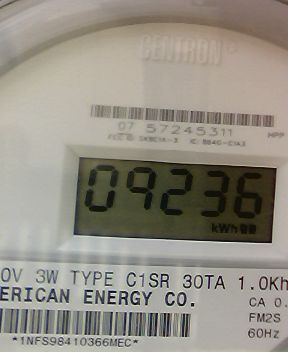 CENTRON®
07 57245311
09236
kWh
0V 3W TYPE C1SR 30TA 1.0Kh
ERICAN ENERGY CO.
CA 0.
FM2S
60Hz
*1NFS98410366MEC*